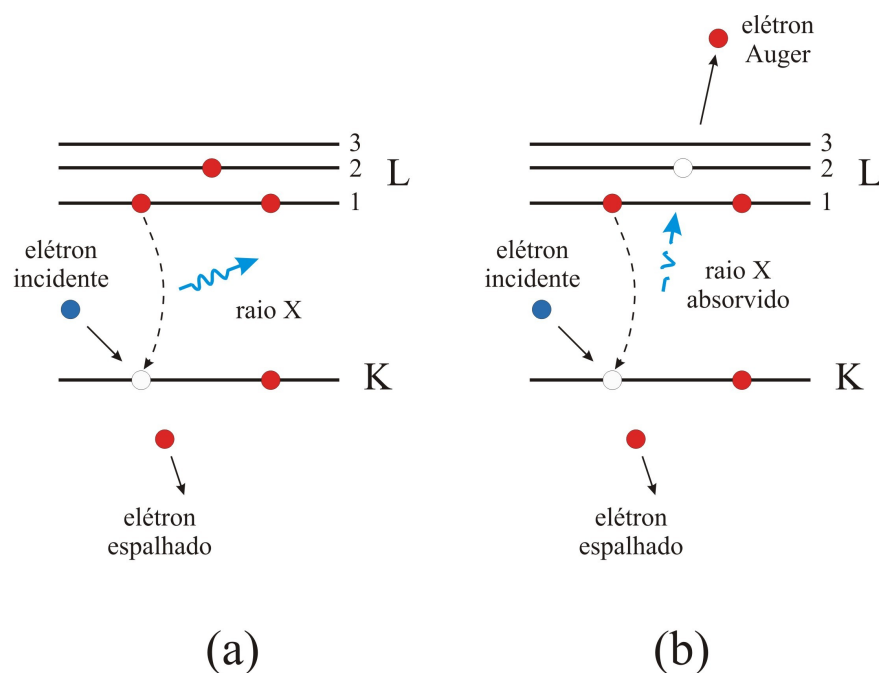 3
2
L
1
elétron
incidente
raio X
K
elétron
espalhado
(a)
elétron
Auger
3
2
L
1
elétron
incidente
raio X
absorvido
K
elétron
espalhado
(b)